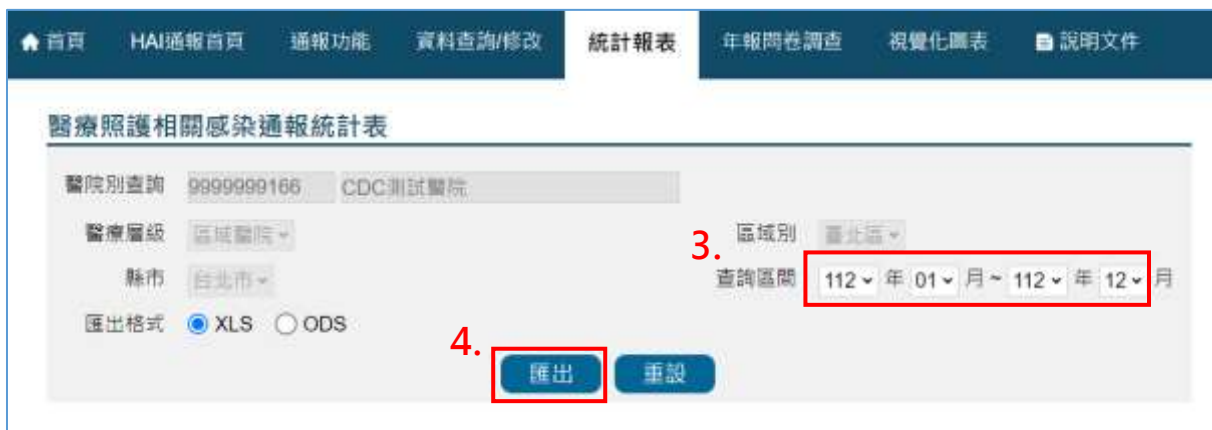 首頁 HAI通報首頁 通報功能 資料查詢/修改 統計報表 年報問卷調查 視覺化圖表 說明文件
醫療照護相關感染通報統計表
醫院別查詢 9999999166 CDC測試醫院
醫療層級 區域醫院 區域別 臺北區
3.
縣市 台北市 查詢區間 112 年 01 月 ~ 112 年 12 月
匯出格式 XLS ODS
4.
匯出 重設